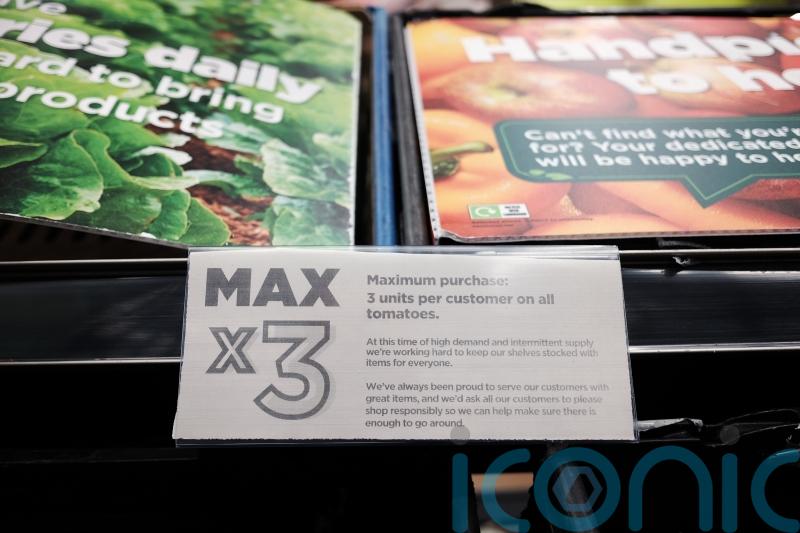 ries daily
ard to bring
products
to
Can't find what
for? Your dedicated
will be happy to
MAX
x3
Maximum purchase:
3 units per customer on all
tomatoes.
At this time of high demand and intermittent supply
we're working hard to keep our shelves stocked with
items for everyone.
We've always been proud to serve our customers with
great items, and we'd ask all our customers to please
shop responsibly so we can help make sure there is
enough to go around.
iconic